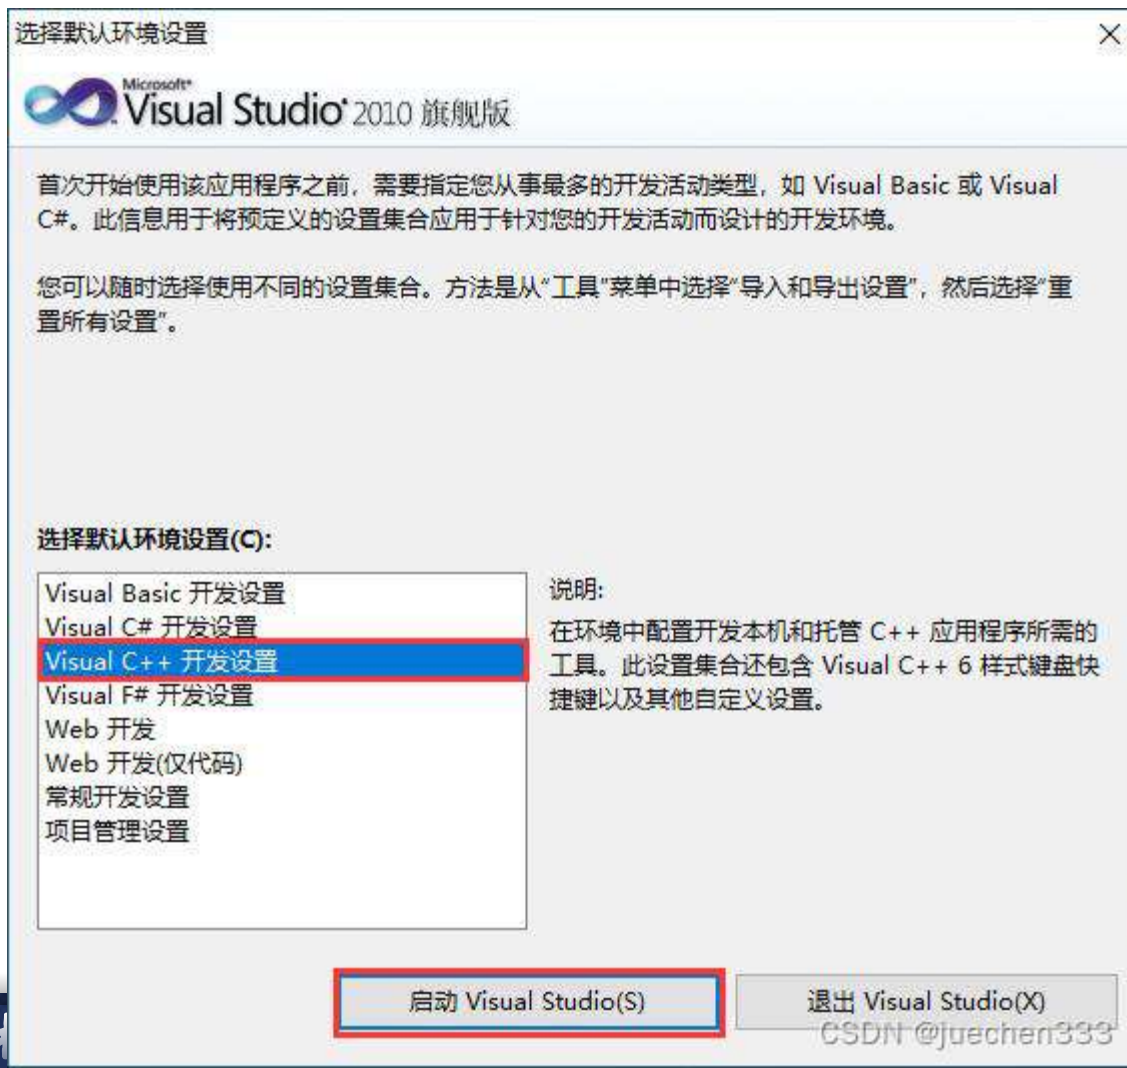 选择默认环境设置
Microsoft
Visual Studio 2010 旗舰版
首次开始使用该应用程序之前，需要指定您从事最多的开发活动类型，如 Visual Basic 或 Visual
C#。此信息用于将预定义的设置集合应用于针对您的开发活动而设计的开发环境。
您可以随时选择使用不同的设置集合。方法是从“工具”菜单中选择“导入和导出设置”，然后选择“重
置所有设置”。
选择默认环境设置(C):
Visual Basic 开发设置
Visual C# 开发设置
Visual C++ 开发设置
Visual F# 开发设置
Web 开发
Web 开发(仅代码)
常规开发设置
项目管理设置
说明:
在环境中配置开发本机和托管 C++ 应用程序所需的
工具。此设置集合还包含 Visual C++ 6 样式键盘快
捷键以及其他自定义设置。
启动 Visual Studio(S)
退出 Visual Studio(X)
CSDN @juechen333